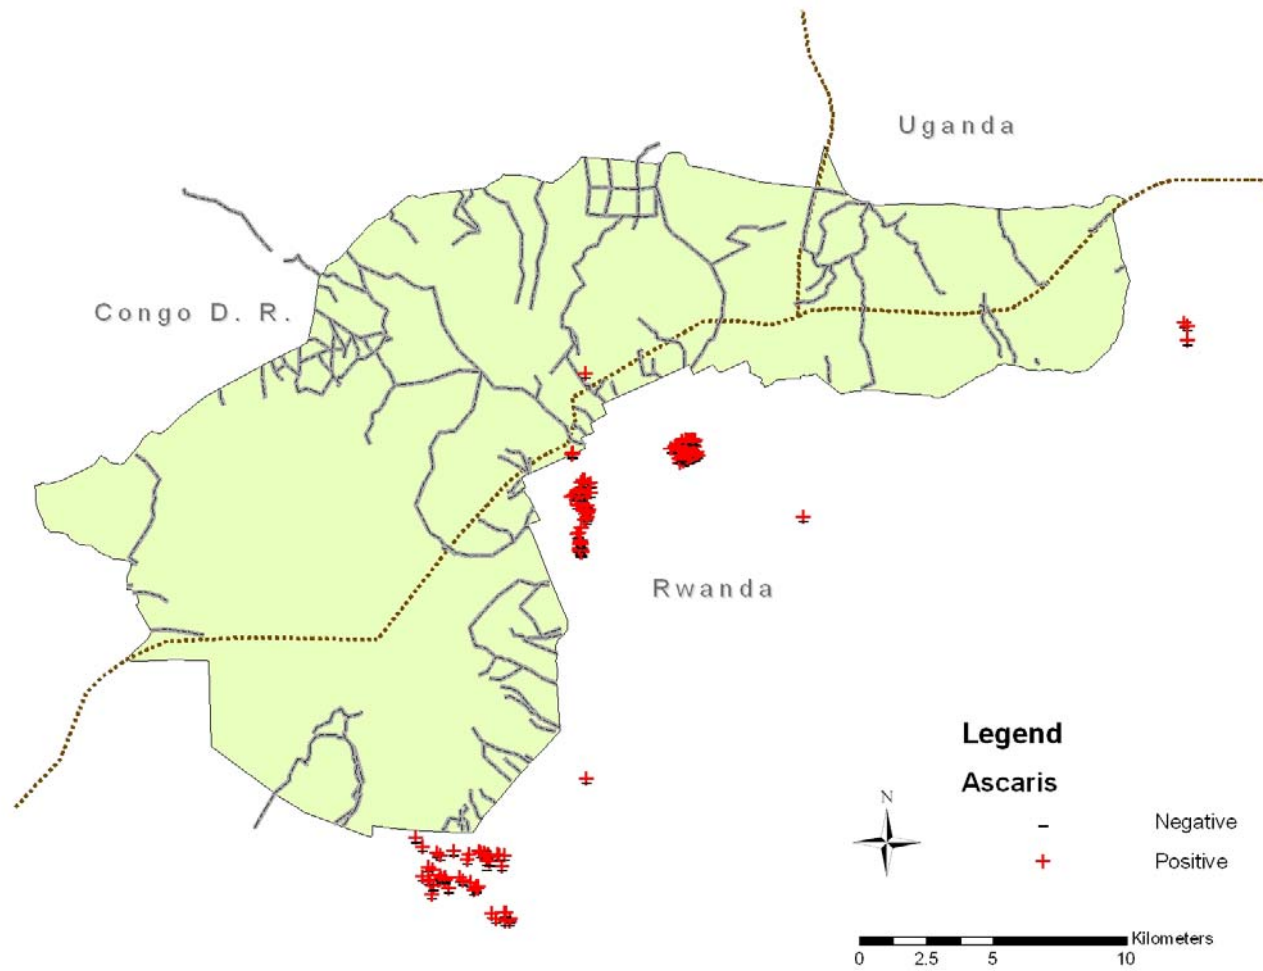 Uganda
Congo D. R.
Rwanda
Legend
Ascaris
N
Negative
Positive
Kilometers
0 2.5 5 10